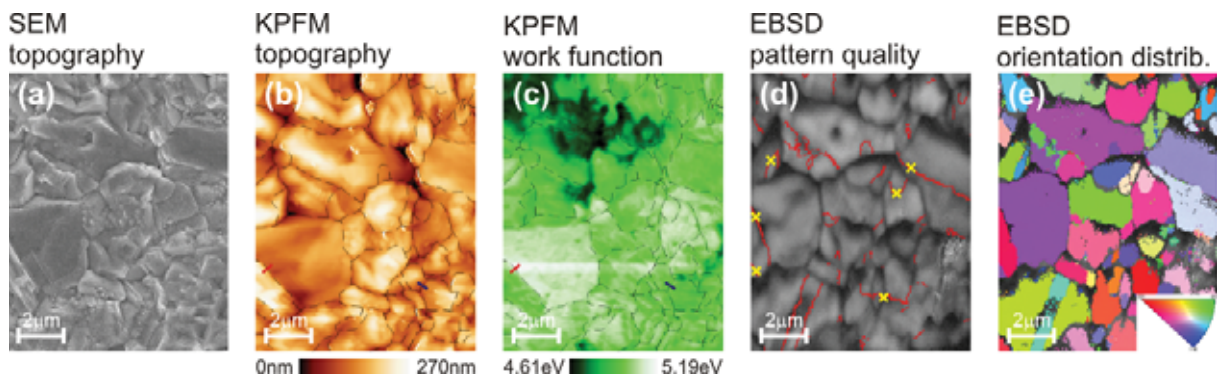 SEM
topography
KPFM
topography
KPFM
work function
EBSD
pattern quality
EBSD
orientation distrib.
(a)
(b)
(c)
(d)
(e)
2μm
2μm
2μm
2μm
2μm
0nm 270nm
4.61eV 5.19eV